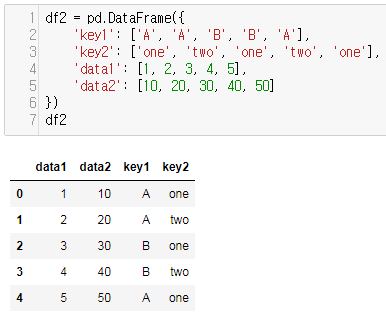 1 df2 = pd.DataFrame({
2 'key1': ['A', 'A', 'B', 'B', 'A'],
3 'key2': ['one', 'two', 'one', 'two', 'one'],
4 'data1': [1, 2, 3, 4, 5],
5 'data2': [10, 20, 30, 40, 50]
6 })
7 df2
data1 data2 key1 key2
0 1 10 A one
1 2 20 A two
2 3 30 B one
3 4 40 B two
4 5 50 A one